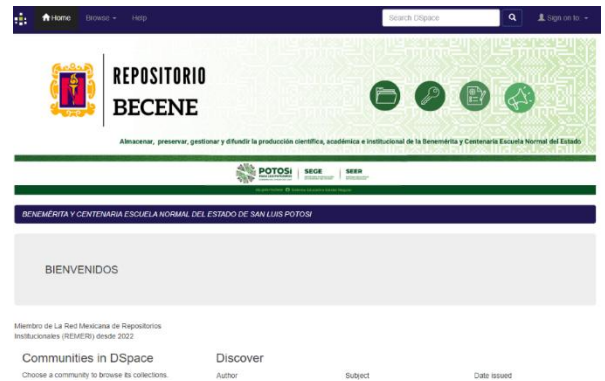 Home Browse Help Search DSpace Sign on to:
REPOSITORIO
BECENE
Almacenar, preservar, gestionar y difundir la producción científica, académica e institucional de la Benemérita y Centenaria Escuela Normal del Estado
POTOSÍ SEGE SEER
BENEMÉRITA Y CENTENARIA ESCUELA NORMAL DEL ESTADO DE SAN LUIS POTOSI
BIENVENIDOS
Miembro de La Red Mexicana de Repositorios
Institucionales (REMERI) desde 2022
Communities in DSpace Discover
Choose a community to browse its collections. Author Subject Date issued